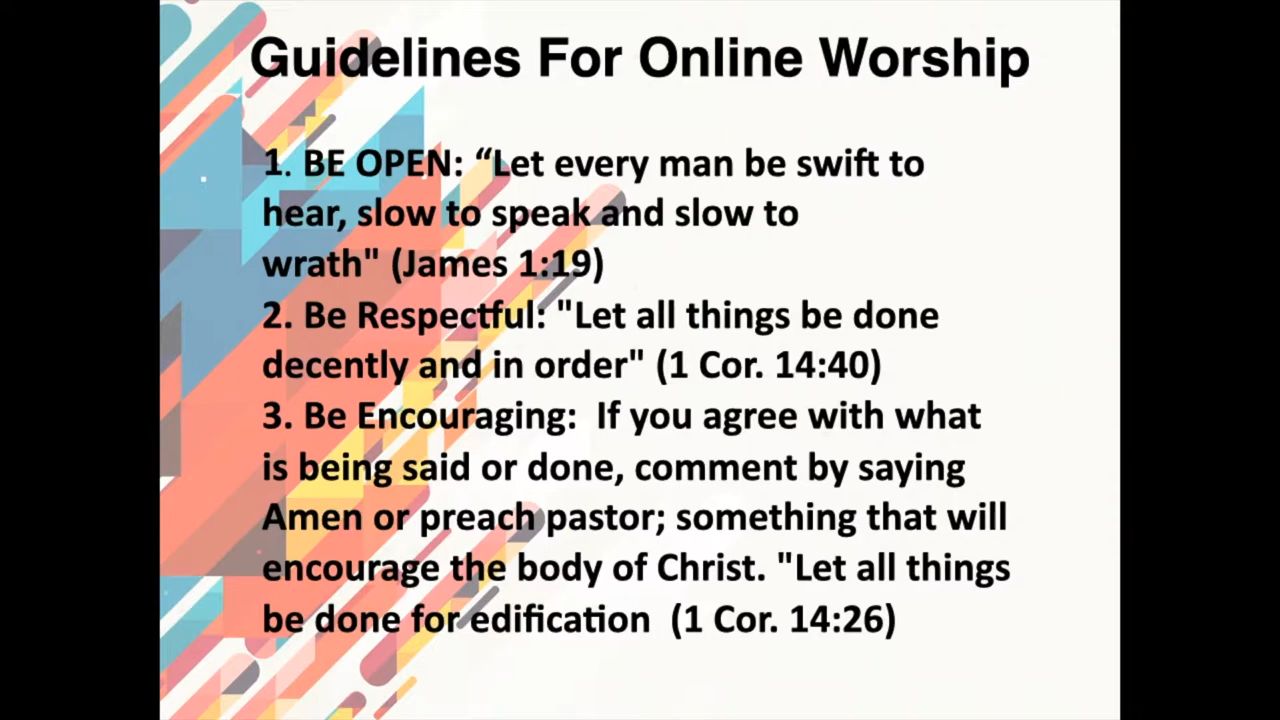 Guidelines For Online Worship
1. BE OPEN: “Let every man be swift to
hear, slow to speak and slow to
wrath" (James 1:19)
2. Be Respectful: "Let all things be done
decently and in order" (1 Cor. 14:40)
3. Be Encouraging:  If you agree with what
is being said or done, comment by saying
Amen or preach pastor; something that will
encourage the body of Christ. "Let all things
be done for edification  (1 Cor. 14:26)